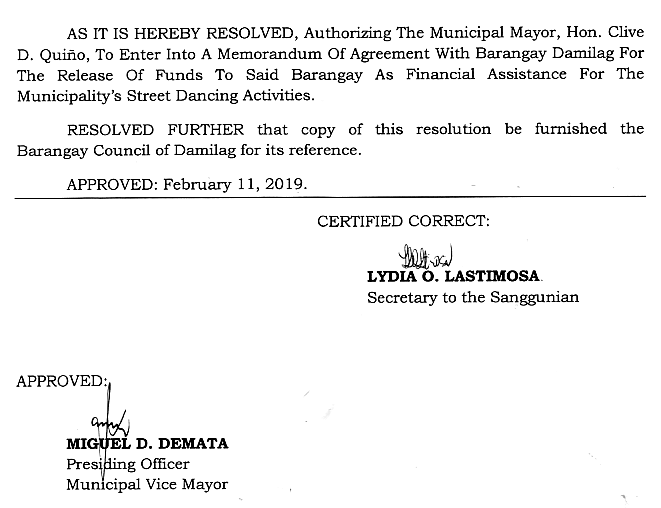 AS IT IS HEREBY RESOLVED, Authorizing The Municipal Mayor, Hon. Clive
D. Quiño, To Enter Into A Memorandum Of Agreement With Barangay Damilag For
The Release Of Funds To Said Barangay As Financial Assistance For The
Municipality's Street Dancing Activities.
RESOLVED FURTHER that copy of this resolution be furnished the
Barangay Council of Damilag for its reference.
APPROVED: February 11, 2019.
CERTIFIED CORRECT:
LYDIA O. LASTIMOSA
Secretary to the Sanggunian
APPROVED:
MIGUEL D. DEMATA
Presiding Officer
Municipal Vice Mayor